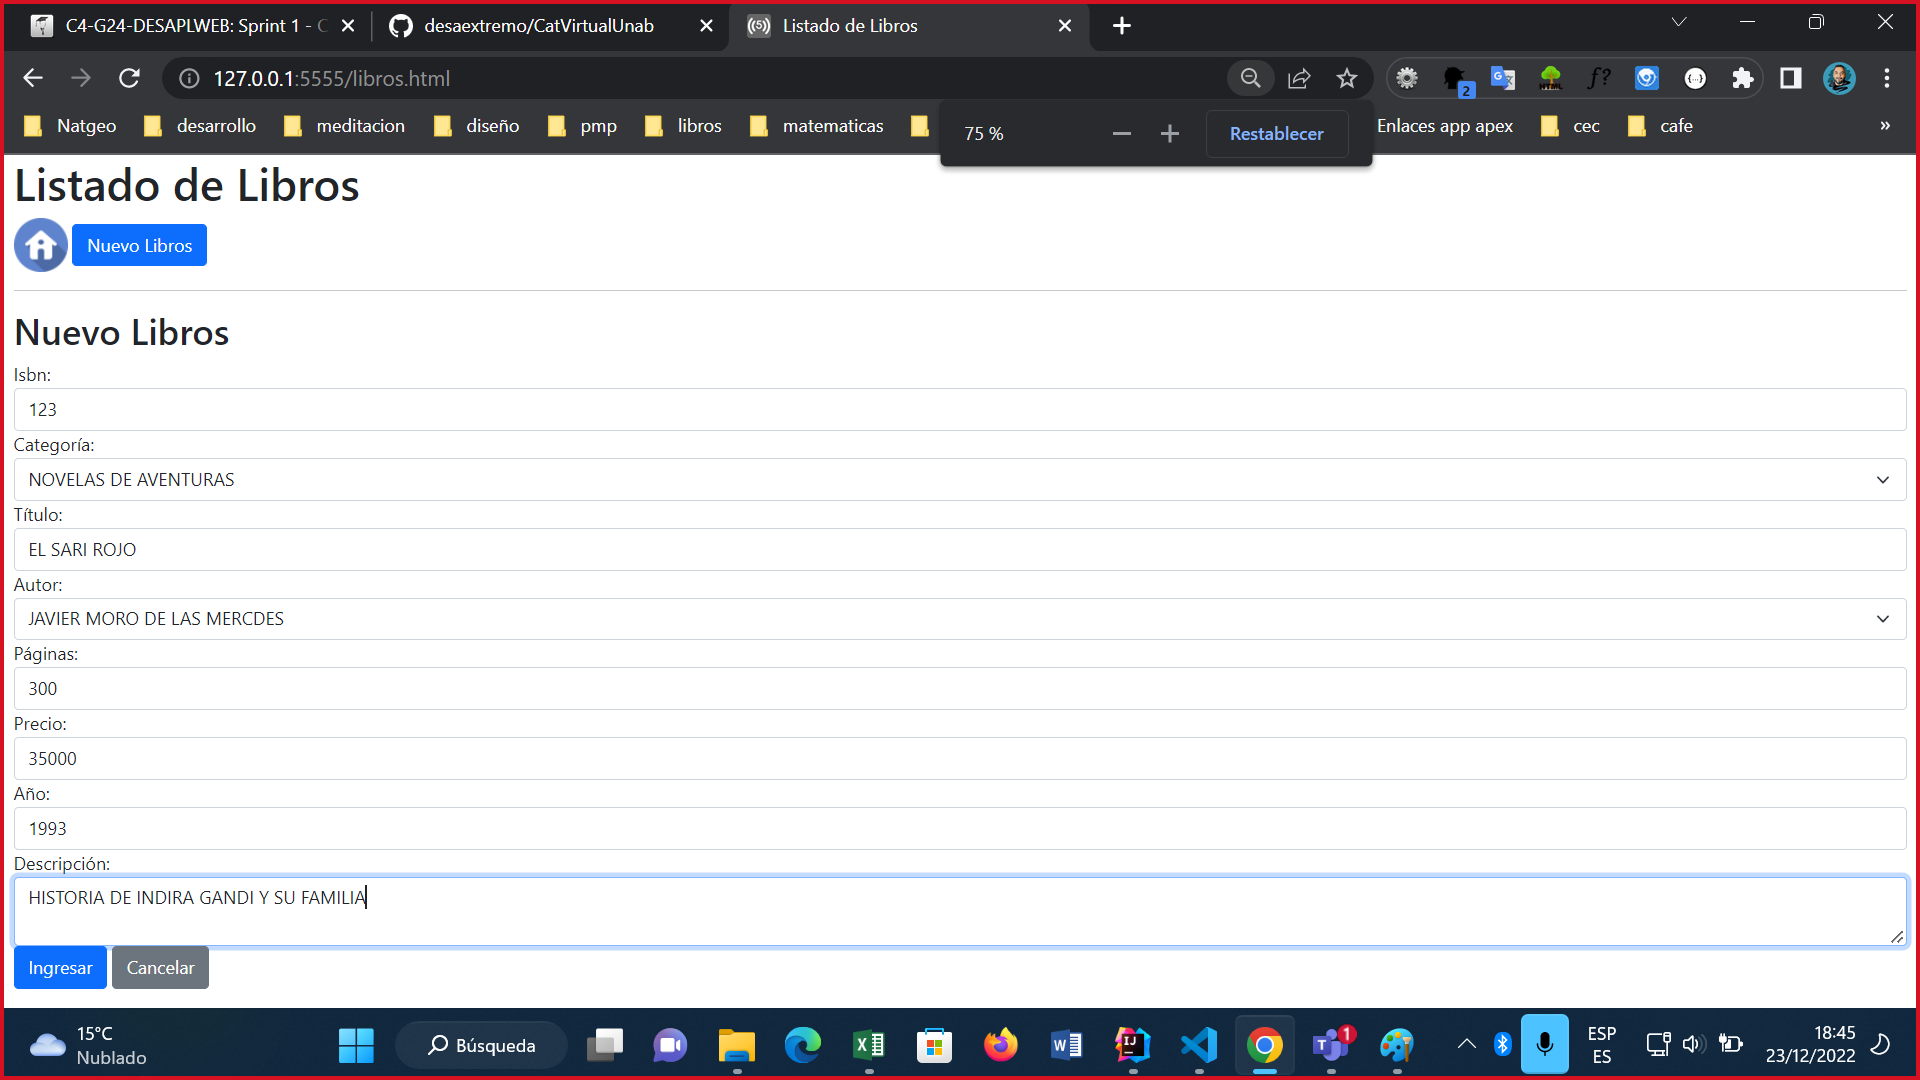 C4-G24-DESAPLWEB: Sprint 1 - C
desaextremo/CatVirtualUnab
Listado de Libros
127.0.0.1:5555/libros.html
2
Natgeo
desarrollo
meditacion
diseño
pmp
libros
matematicas
Enlaces app apex
cec
cafe
»
75 %
Restablecer
Listado de Libros
Nuevo Libros
Nuevo Libros
Isbn:
123
Categoría:
NOVELAS DE AVENTURAS
Título:
EL SARI ROJO
Autor:
JAVIER MORO DE LAS MERCDES
Páginas:
300
Precio:
35000
Año:
1993
Descripción:
HISTORIA DE INDIRA GANDI Y SU FAMILIA
Ingresar
Cancelar
15°C
Nublado
Búsqueda
1
ESP
ES
18:45
23/12/2022